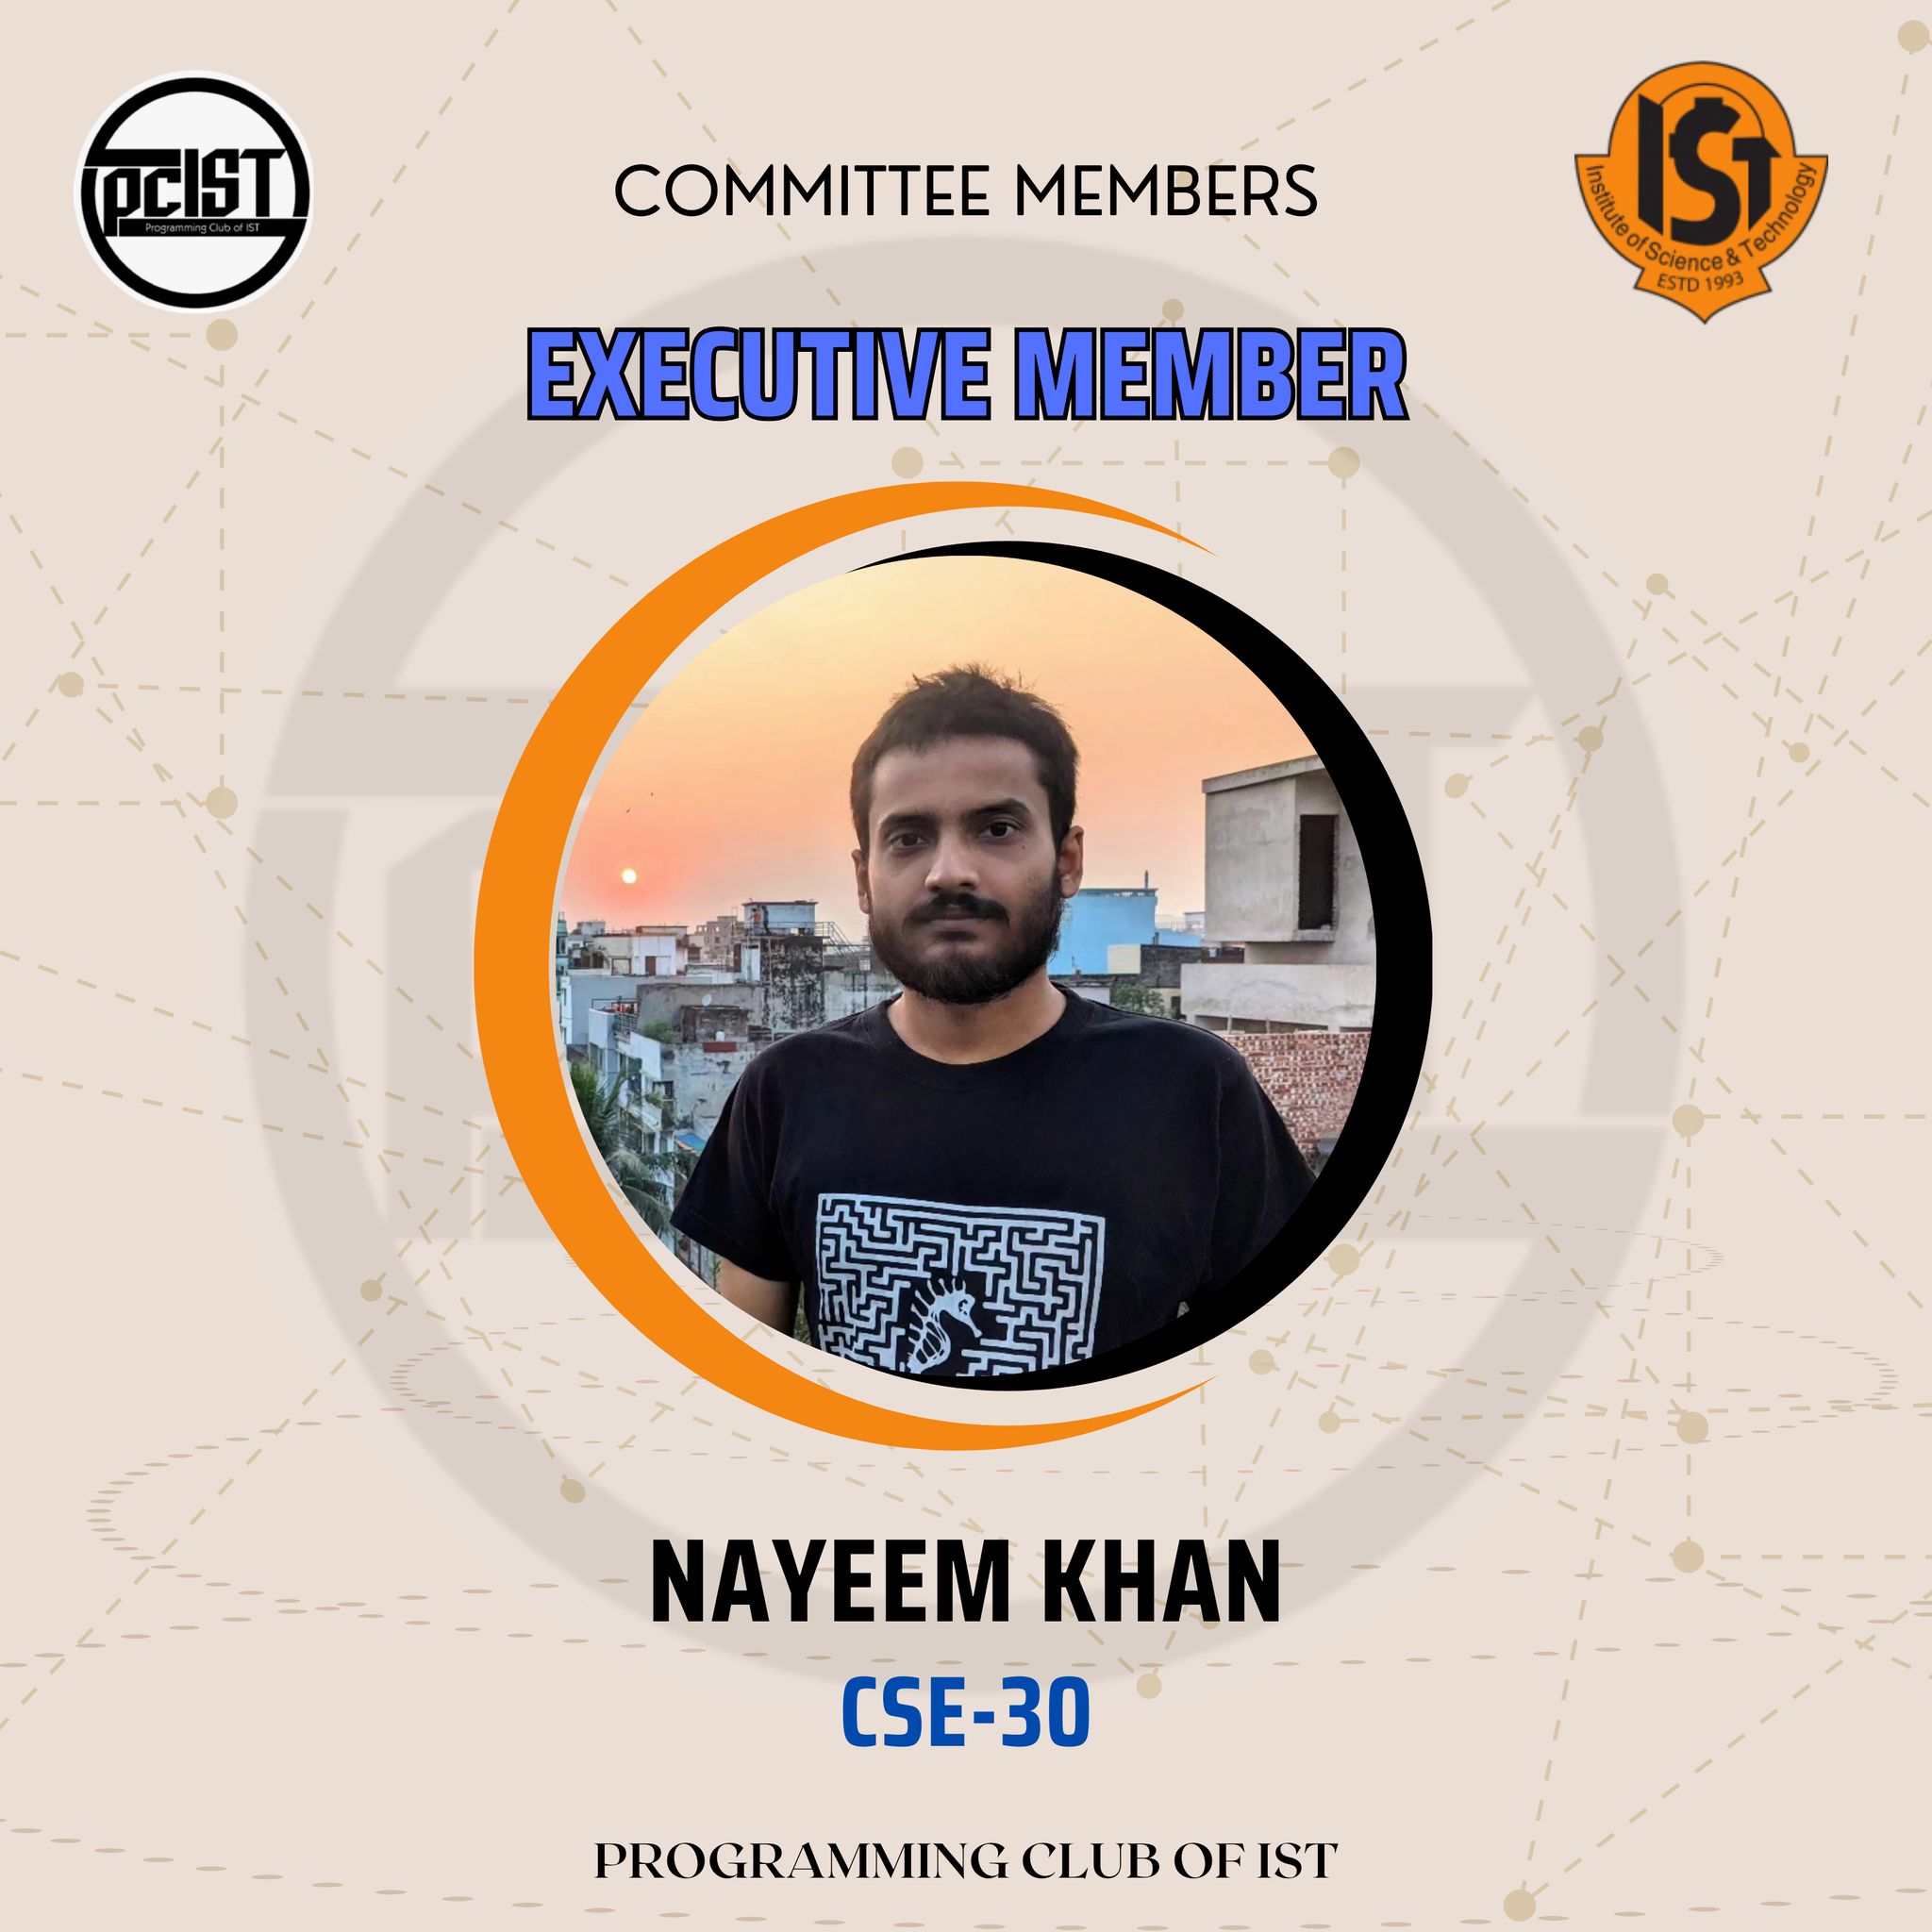 pcIST
Programming Club of IST
COMMITTEE MEMBERS
IST
Institute of Science & Technology
ESTD 1993
EXECUTIVE MEMBER
NAYEEM KHAN
CSE-30
PROGRAMMING CLUB OF IST